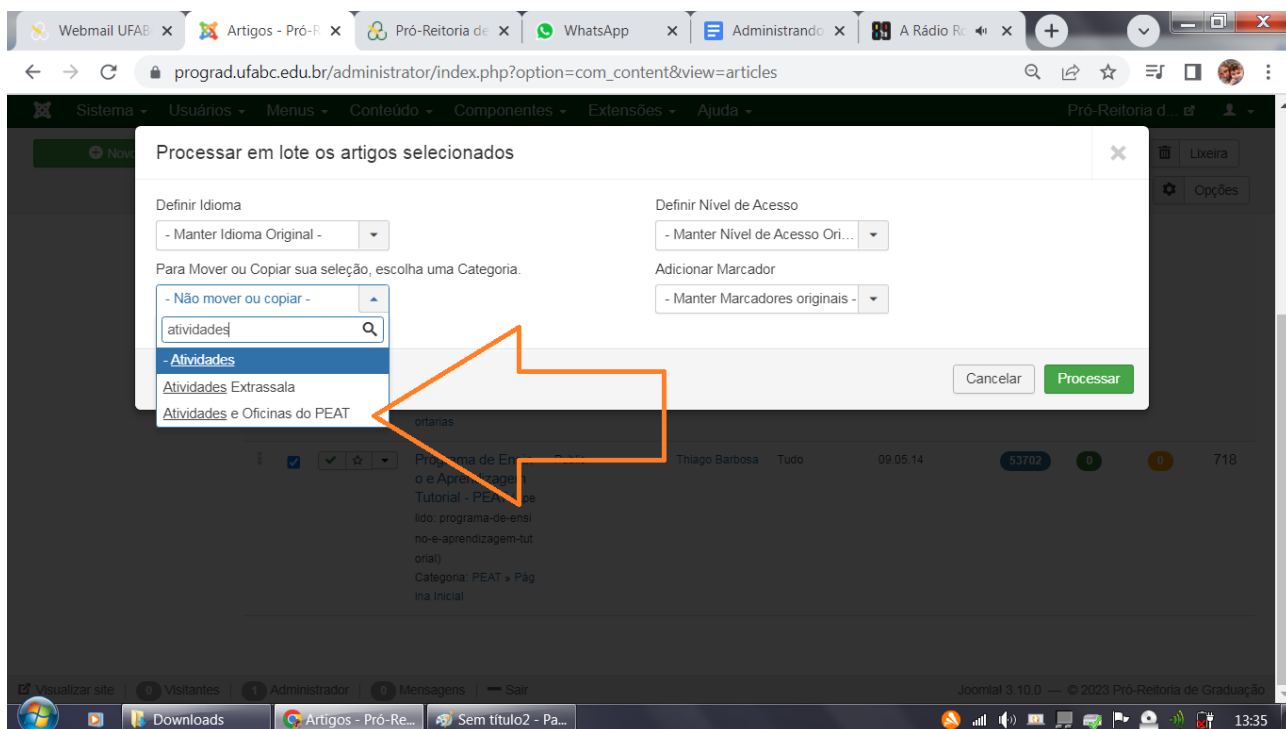 Webmail UFAB
Artigos - Pró-R
Pró-Reitoria de
WhatsApp
Administrando
A Rádio Ro
prograd.ufabc.edu.br/administrator/index.php?option=com_content&view=articles
Sistema Usuários Menus Conteúdo Componentes Extensões Ajuda Pró-Reitoria d...
Novo
Lixeira
Opções
Processar em lote os artigos selecionados
Definir Idioma
- Manter Idioma Original -
Definir Nível de Acesso
- Manter Nível de Acesso Ori...
Para Mover ou Copiar sua seleção, escolha uma Categoria.
- Não mover ou copiar -
Adicionar Marcador
- Manter Marcadores originais -
atividades
- Atividades
Atividades Extrassala
Atividades e Oficinas do PEAT
Cancelar
Processar
ortarias
Programa de Ensin Public Thiago Barbosa Tudo 09.05.14 53702 0 0 718
o e Aprendizagem
Tutorial - PEAT
lido: programa-de-ensi
no-e-aprendizagem-tut
orial)
Categoria: PEAT » Pág
ina Inicial
Visualizar site 0 Visitantes 1 Administrador 0 Mensagens Sair Joomla! 3.10.0 — © 2023 Pró-Reitoria de Graduação
Downloads
Artigos - Pró-Re...
Sem título2 - Pa...
13:35